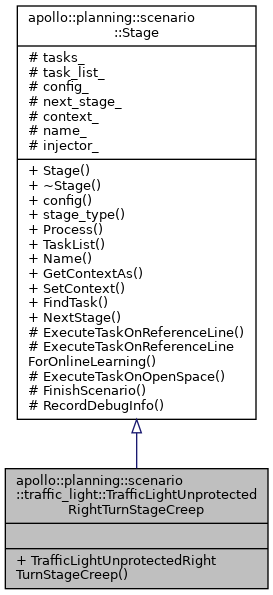 apollo::planning::scenario
::Stage
# tasks_
# task_list_
# config_
# next_stage_
# context_
# name_
# injector_
+ Stage()
+ ~Stage()
+ config()
+ stage_type()
+ Process()
+ TaskList()
+ Name()
+ GetContextAs()
+ SetContext()
+ FindTask()
+ NextStage()
# ExecuteTaskOnReferenceLine()
# ExecuteTaskOnReferenceLine
ForOnlineLearning()
# ExecuteTaskOnOpenSpace()
# FinishScenario()
# RecordDebugInfo()
apollo::planning::scenario
::traffic_light::TrafficLightUnprotected
RightTurnStageCreep
+ TrafficLightUnprotectedRight
TurnStageCreep()